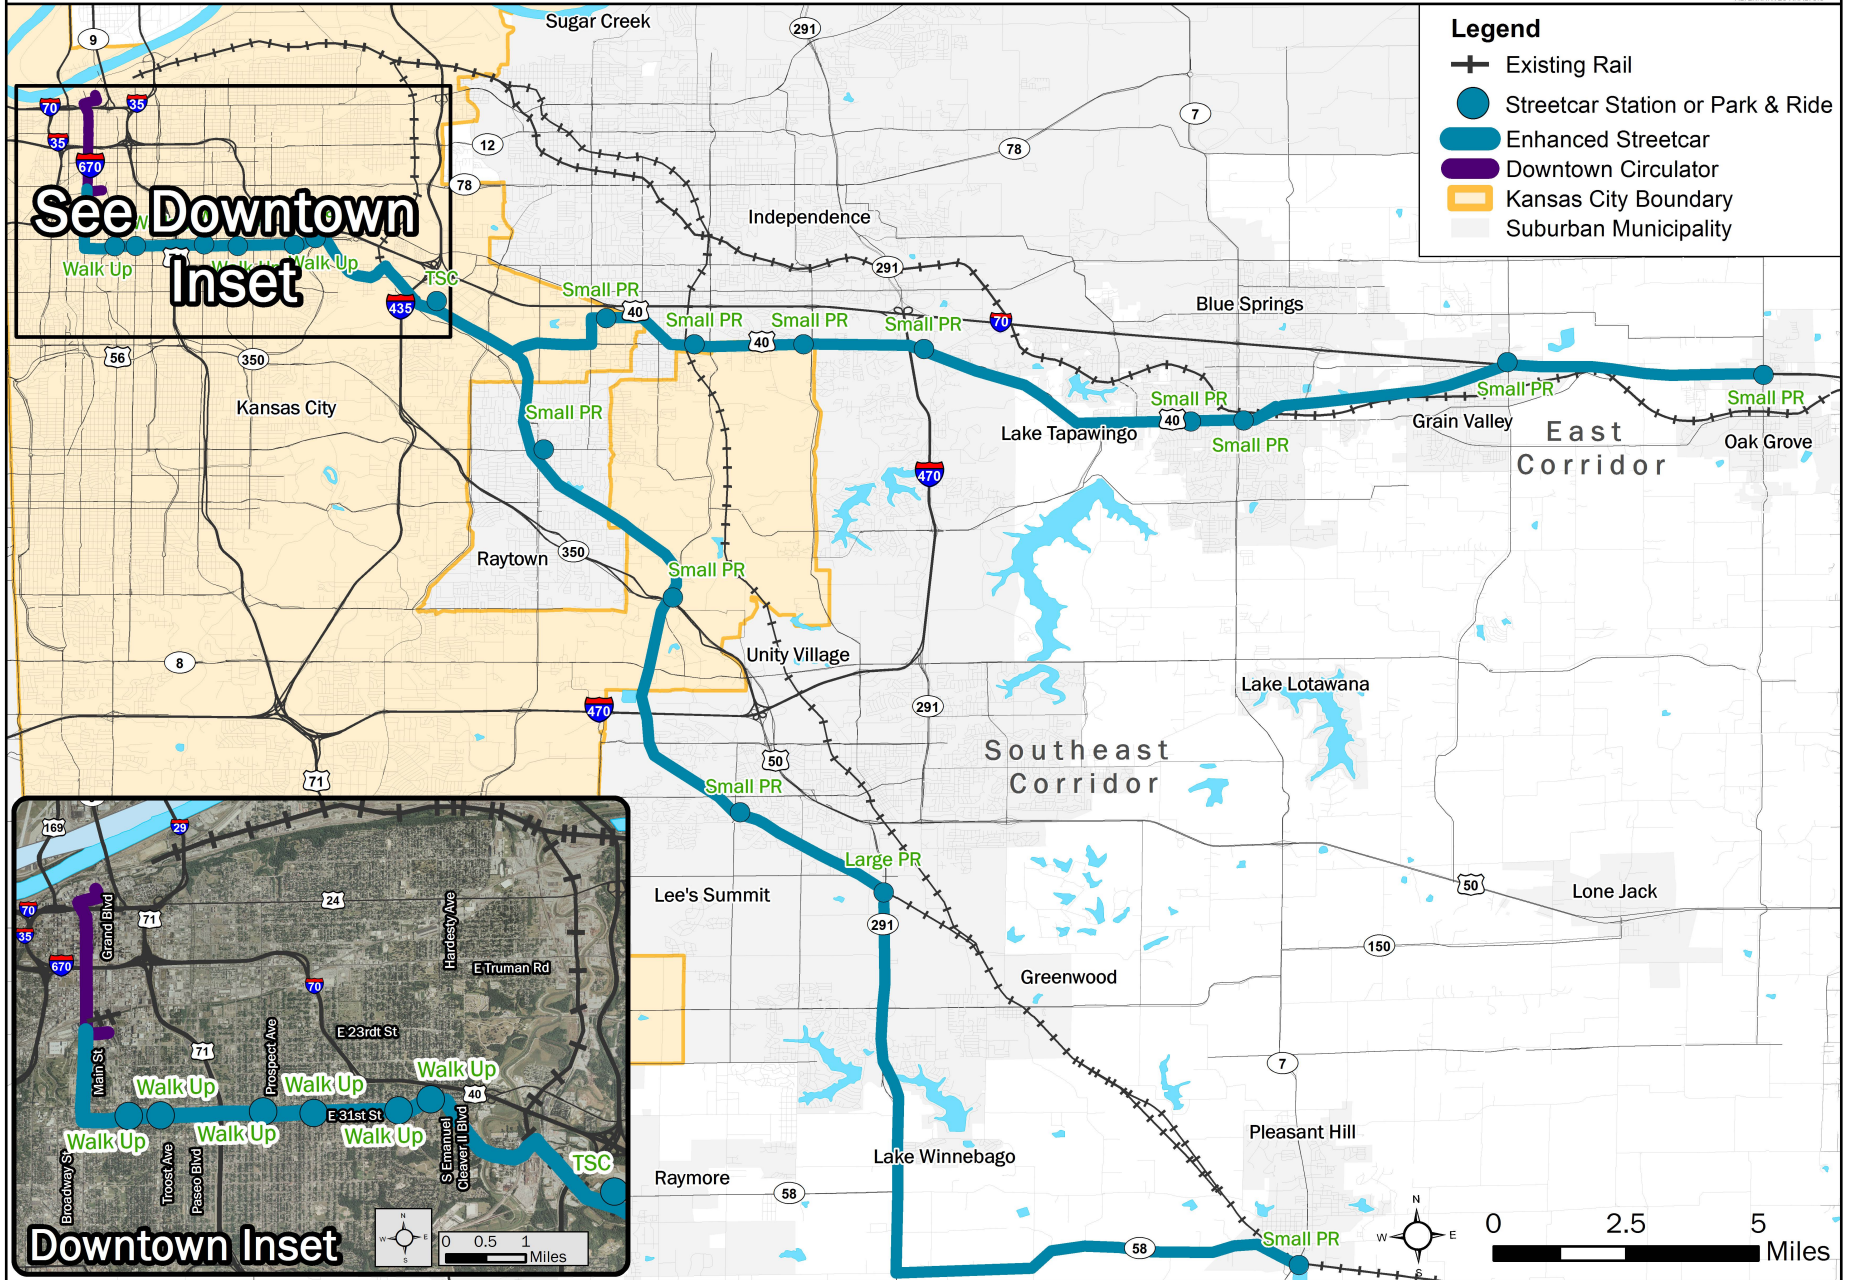 Legend
Existing Rail
Streetcar Station or Park & Ride
Enhanced Streetcar
Downtown Circulator
Kansas City Boundary
Suburban Municipality
Sugar Creek
291
9
7
70
35
35
12
78
670
78
See Downtown
Inset
Independence
Walk Up
Walk Up
TSC
291
435
Small PR
40
Blue Springs
Small PR
Small PR
Small PR
70
40
56
350
Kansas City
Small PR
Small PR
40
Small PR
Small PR
Small PR
Lake Tapawingo
Grain Valley
Oak Grove
East
Corridor
470
Raytown
350
Small PR
8
Unity Village
Lake Lotawana
470
291
Southeast
Corridor
50
71
Small PR
Large PR
Lee's Summit
291
50
Lone Jack
150
Greenwood
7
Pleasant Hill
Lake Winnebago
Raymore
58
58
Small PR
N
W
E
S
0
2.5
5
Miles
169
29
70
35
670
71
24
Grand Blvd
Hardesty Ave
E Truman Rd
70
E 23rdt St
71
Prospect Ave
Main St
Walk Up
Walk Up
Walk Up
40
E 31st St
Walk Up
Walk Up
Walk Up
S Emanuel
Cleaver II Blvd
TSC
Broadway St
Troost Ave
Paseo Blvd
Downtown Inset
N
W
E
S
0
0.5
1
Miles